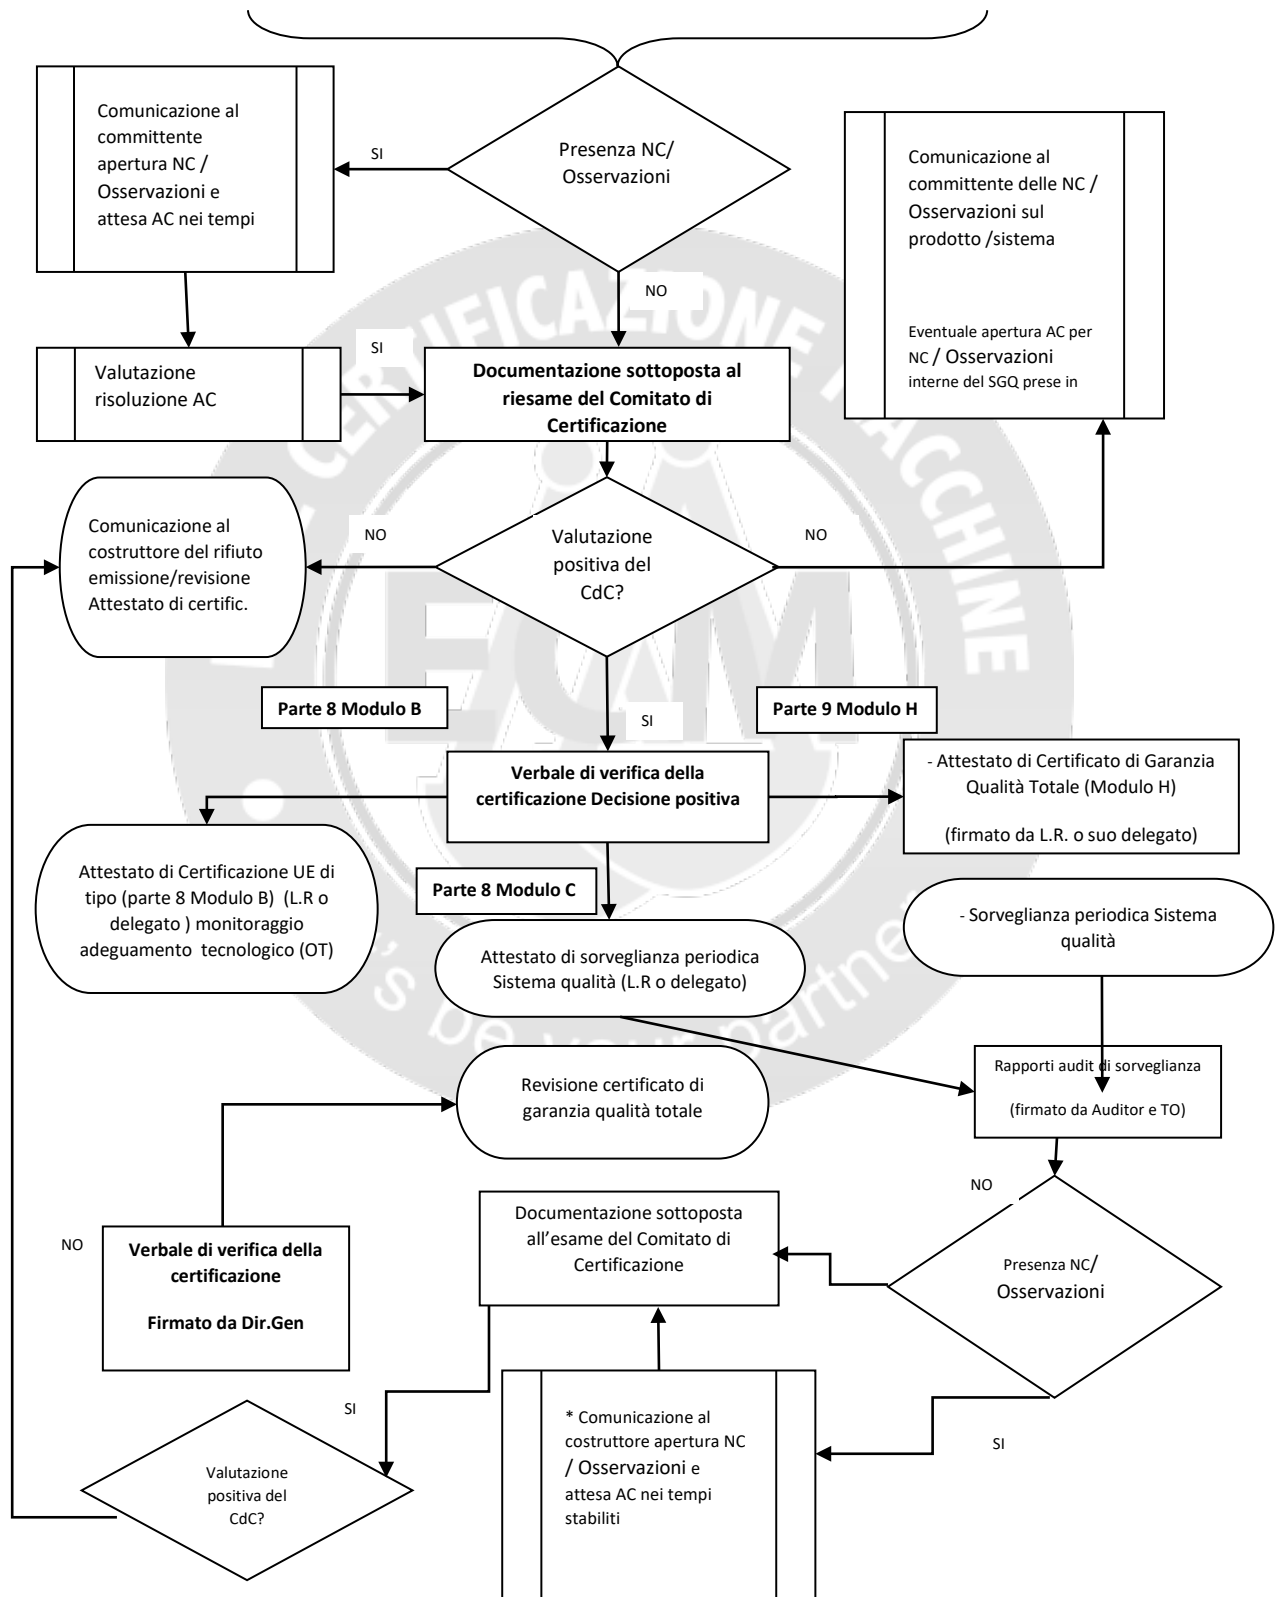 Comunicazione al
committente
apertura NC /
Osservazioni e
attesa AC nei tempi
SI
Presenza NC/
Osservazioni
Comunicazione al
committente delle NC /
Osservazioni sul
prodotto /sistema
Eventuale apertura AC per
NC / Osservazioni
interne del SGQ prese in
NO
Valutazione
risoluzione AC
SI
Documentazione sottoposta al
riesame del Comitato di
Certificazione
Comunicazione al
costruttore del rifiuto
emissione/revisione
Attestato di certific.
NO
Valutazione
positiva del
CdC?
NO
Parte 8 Modulo B
SI
Parte 9 Modulo H
Verbale di verifica della
certificazione Decisione positiva
- Attestato di Certificato di Garanzia
Qualità Totale (Modulo H)
(firmato da L.R. o suo delegato)
Attestato di Certificazione UE di
tipo (parte 8 Modulo B) (L.R o
delegato ) monitoraggio
adeguamento tecnologico (OT)
Parte 8 Modulo C
Attestato di sorveglianza periodica
Sistema qualità (L.R o delegato)
- Sorveglianza periodica Sistema
qualità
Revisione certificato di
garanzia qualità totale
Rapporti audit di sorveglianza
(firmato da Auditor e TO)
NO
Presenza NC/
Osservazioni
Documentazione sottoposta
all'esame del Comitato di
Certificazione
NO
Verbale di verifica della
certificazione
Firmato da Dir.Gen
SI
Valutazione
positiva del
CdC?
* Comunicazione al
costruttore apertura NC
/ Osservazioni e
attesa AC nei tempi
stabiliti
SI
CERTIFICAZIONE MACCHINE
ECM
's be your partner